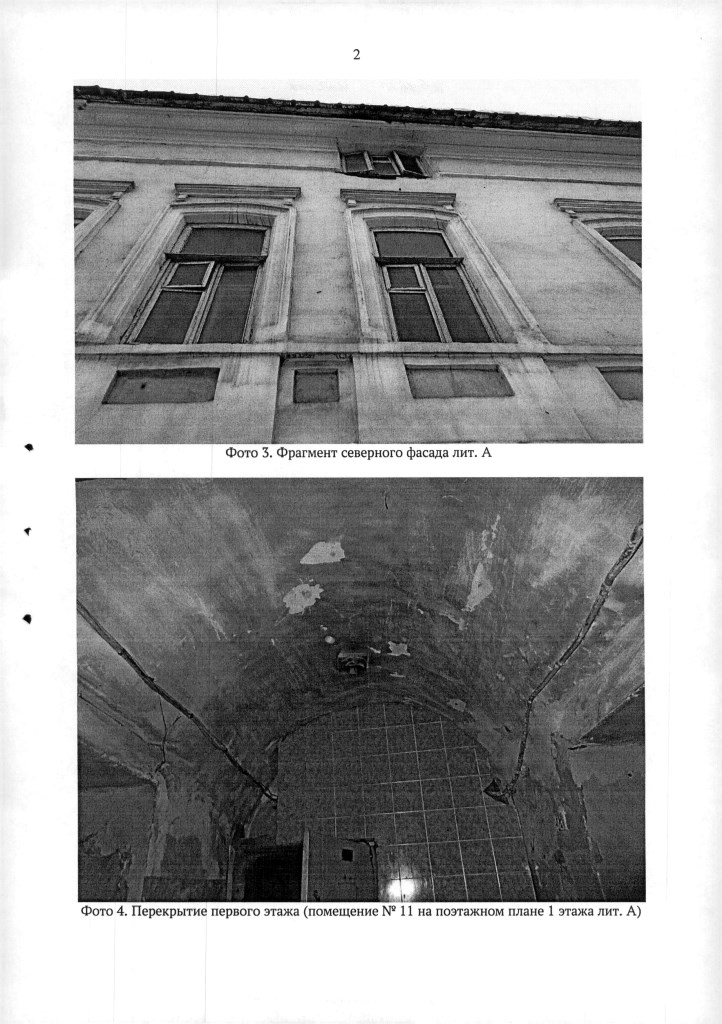 2
Фото 3. Фрагмент северного фасада лит. А
Фото 4. Перекрытие первого этажа (помещение № 11 на поэтажном плане 1 этажа лит. А)